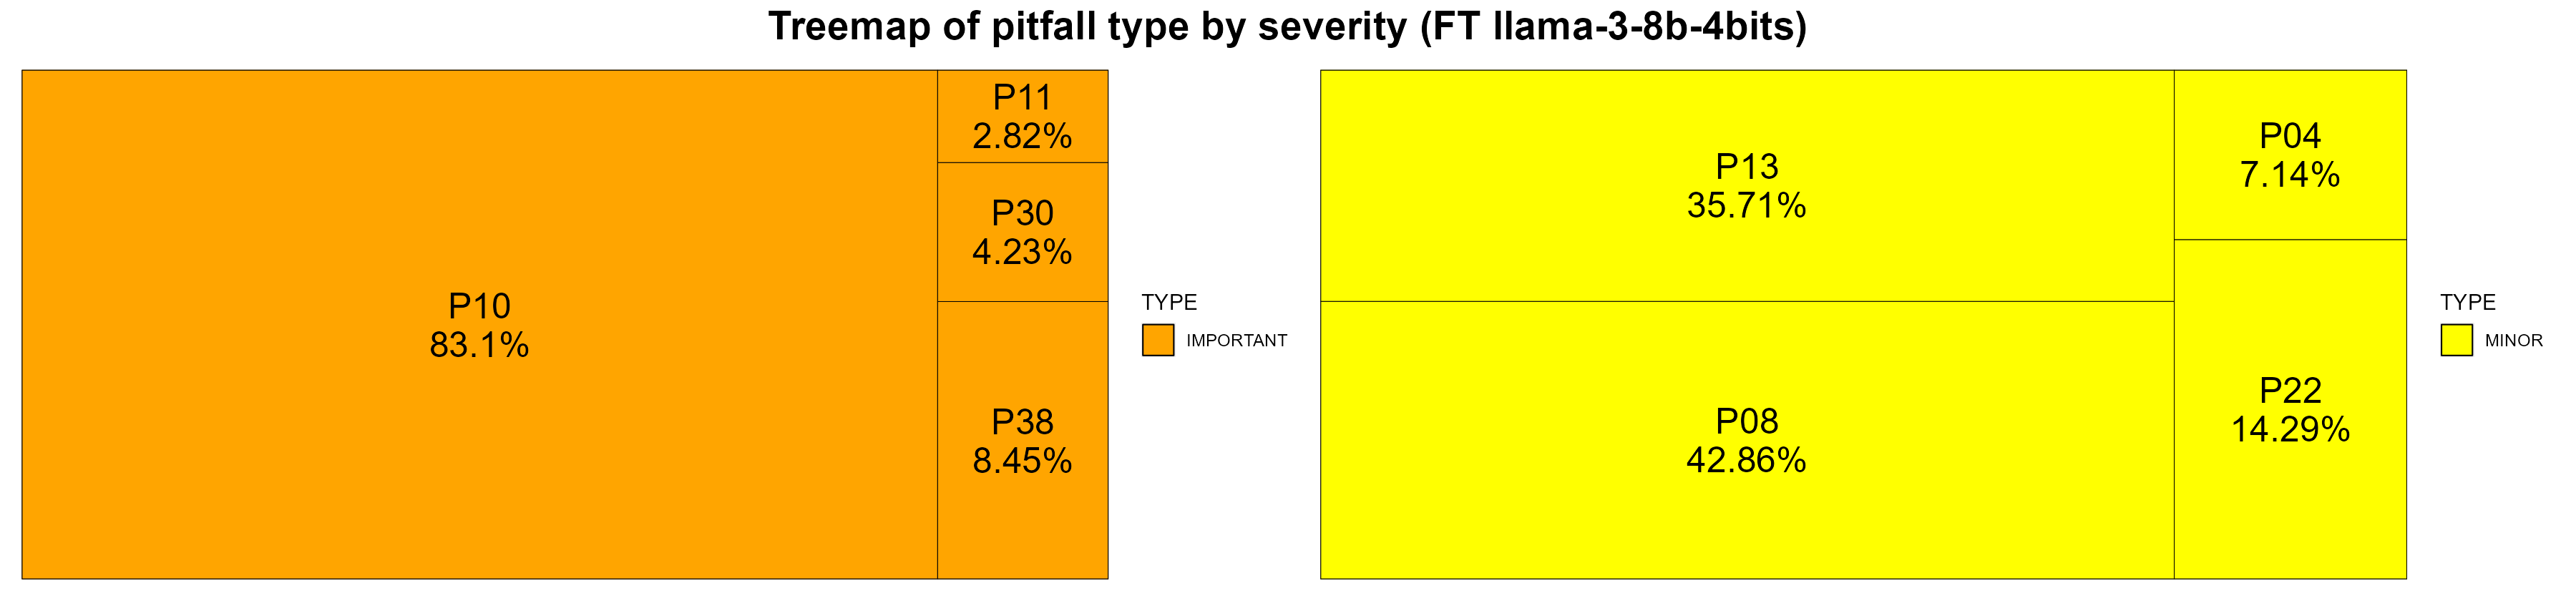 Treemap of pitfall type by severity (FT llama-3-8b-4bits)
P10
83.1%
P11
2.82%
P30
4.23%
P38
8.45%
TYPE
IMPORTANT
P13
35.71%
P08
42.86%
P04
7.14%
P22
14.29%
TYPE
MINOR